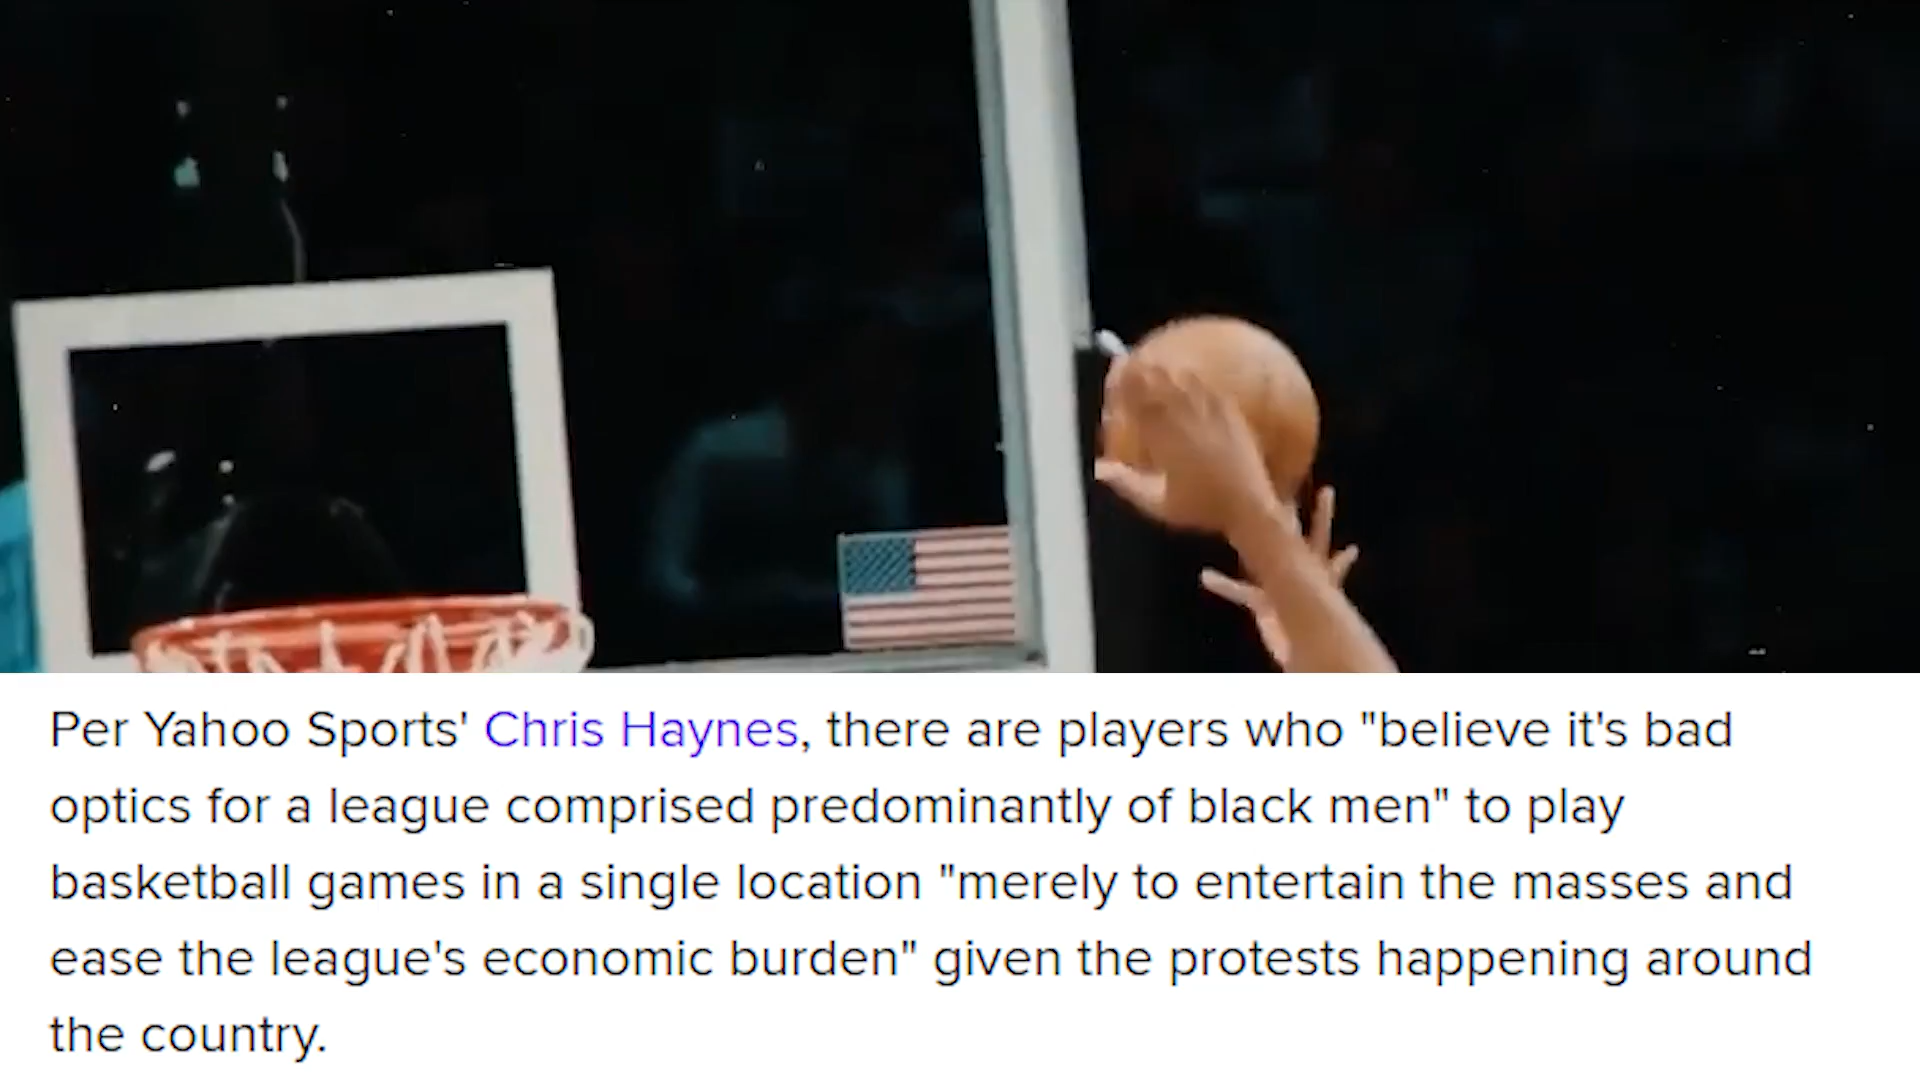 Per Yahoo Sports' Chris Haynes, there are players who "believe it's bad
optics for a league comprised predominantly of black men" to play
basketball games in a single location "merely to entertain the masses and
ease the league's economic burden" given the protests happening around
the country.